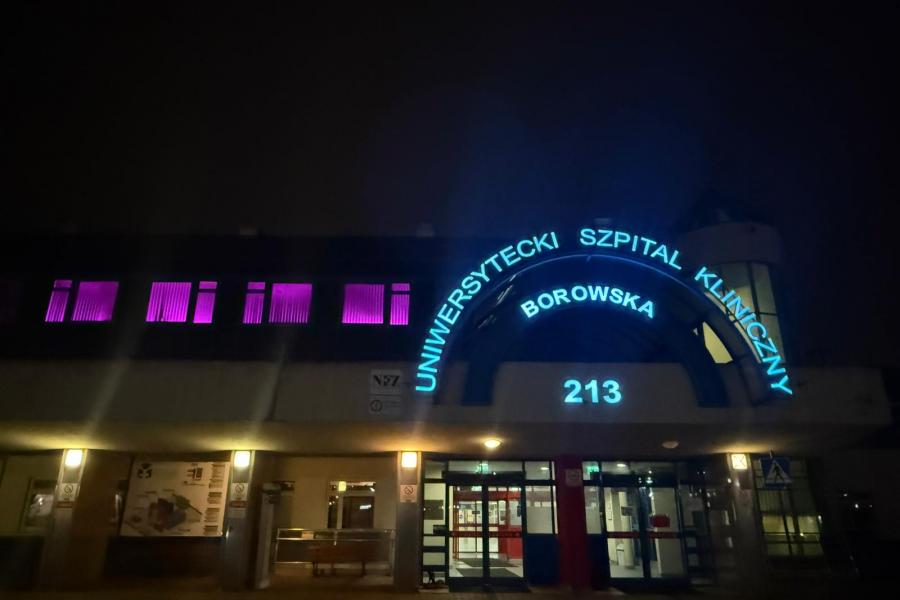 UNIWERSYTECKI SZPITAL KLINICZNY
BOROWSKA
213
NFZ